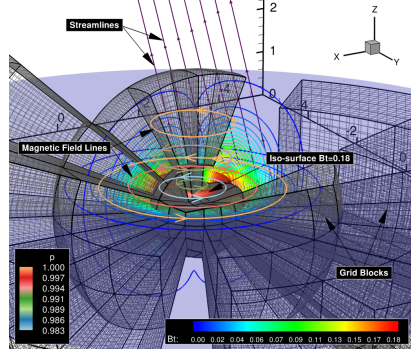 Streamlines
2
Z
X
Y
1
-4
-2
0
0
-4
-2
Magnetic Field Lines
Iso-surface Bt=0.18
p
1.000
0.997
0.994
0.991
0.989
0.986
0.983
Grid Blocks
Bt: 0.00 0.02 0.04 0.06 0.07 0.09 0.11 0.13 0.15 0.17 0.18